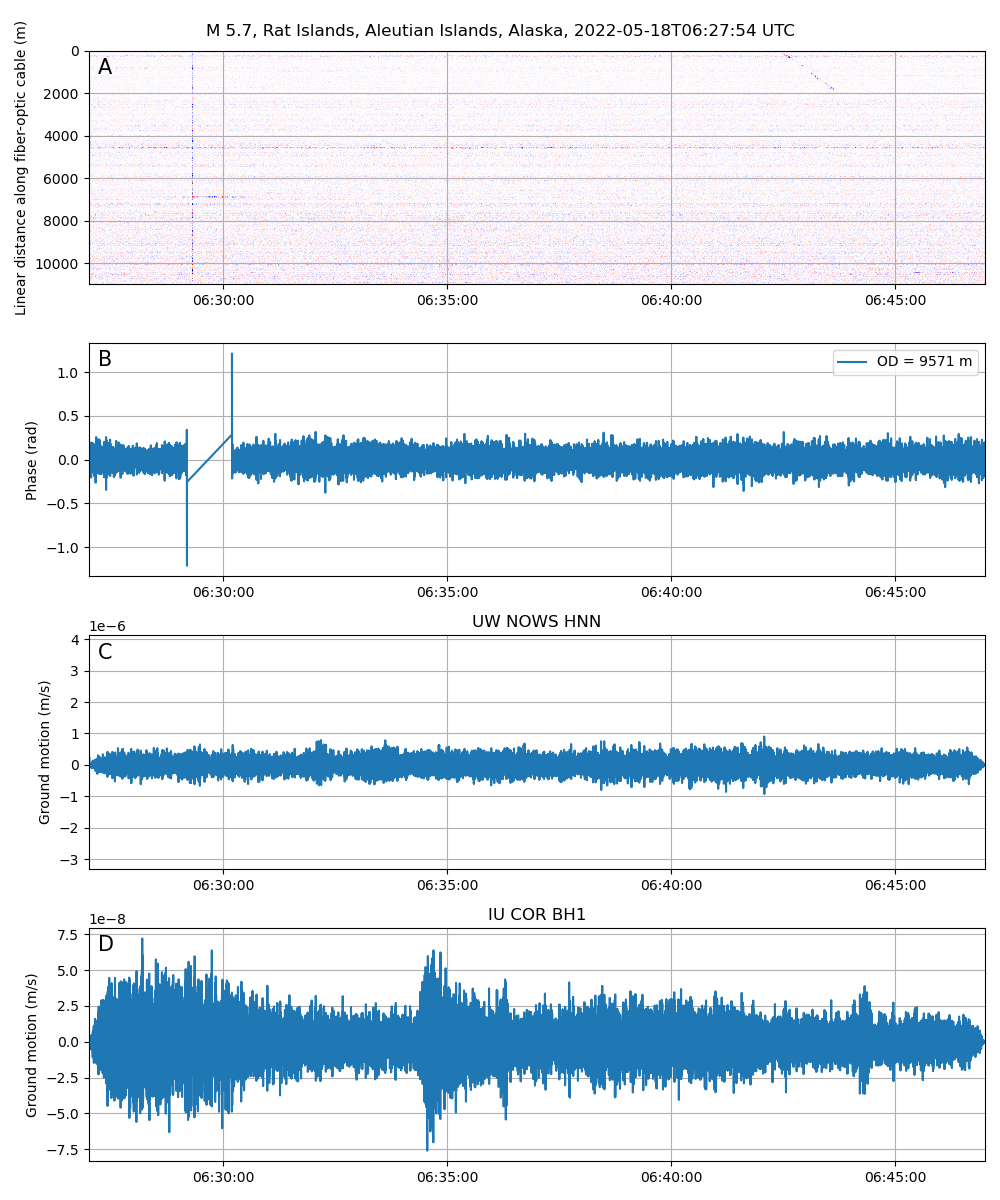 M 5.7, Rat Islands, Aleutian Islands, Alaska, 2022-05-18T06:27:54 UTC
A
Linear distance along fiber-optic cable (m)
0
2000
4000
6000
8000
10000
06:30:00 06:35:00 06:40:00 06:45:00
B
OD = 9571 m
Phase (rad)
1.0
0.5
0.0
−0.5
−1.0
06:30:00 06:35:00 06:40:00 06:45:00
UW NOWS HNN
1e−6
C
Ground motion (m/s)
4
3
2
1
0
−1
−2
−3
06:30:00 06:35:00 06:40:00 06:45:00
IU COR BH1
1e−8
D
Ground motion (m/s)
7.5
5.0
2.5
0.0
−2.5
−5.0
−7.5
06:30:00 06:35:00 06:40:00 06:45:00